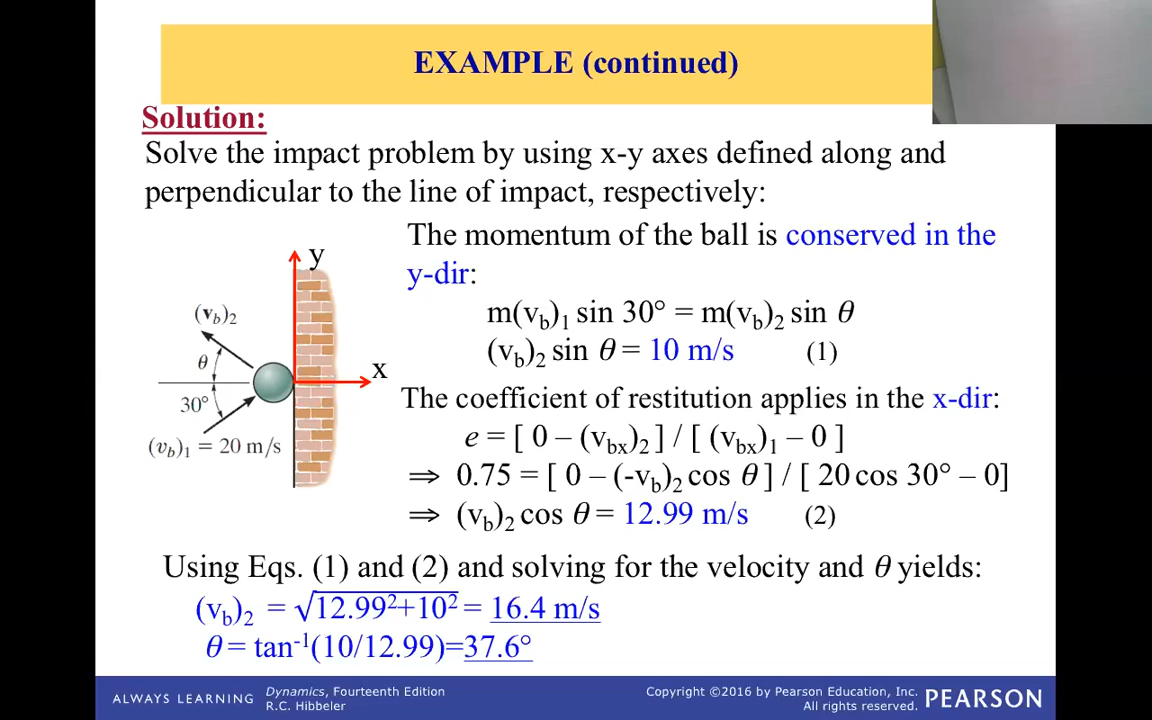 EXAMPLE (continued)
Solution:
Solve the impact problem by using x-y axes defined along and
perpendicular to the line of impact, respectively:
The momentum of the ball is conserved in the
y-dir:
m(v_b)_1 sin 30° = m(v_b)_2 sin θ
(v_b)_2 sin θ = 10 m/s (1)
y
x
(v_b)_2
θ
30°
(v_b)_1 = 20 m/s
The coefficient of restitution applies in the x-dir:
e = [ 0 – (v_bx)_2 ] / [ (v_bx)_1 – 0 ]
⇒ 0.75 = [ 0 – (-v_b)_2 cos θ ] / [ 20 cos 30° – 0]
⇒ (v_b)_2 cos θ = 12.99 m/s (2)
Using Eqs. (1) and (2) and solving for the velocity and θ yields:
(v_b)_2 = √12.99²+10² = 16.4 m/s
θ = tan⁻¹(10/12.99)=37.6°
ALWAYS LEARNING
Dynamics, Fourteenth Edition
R.C. Hibbeler
Copyright ©2016 by Pearson Education, Inc.
All rights reserved.
PEARSON